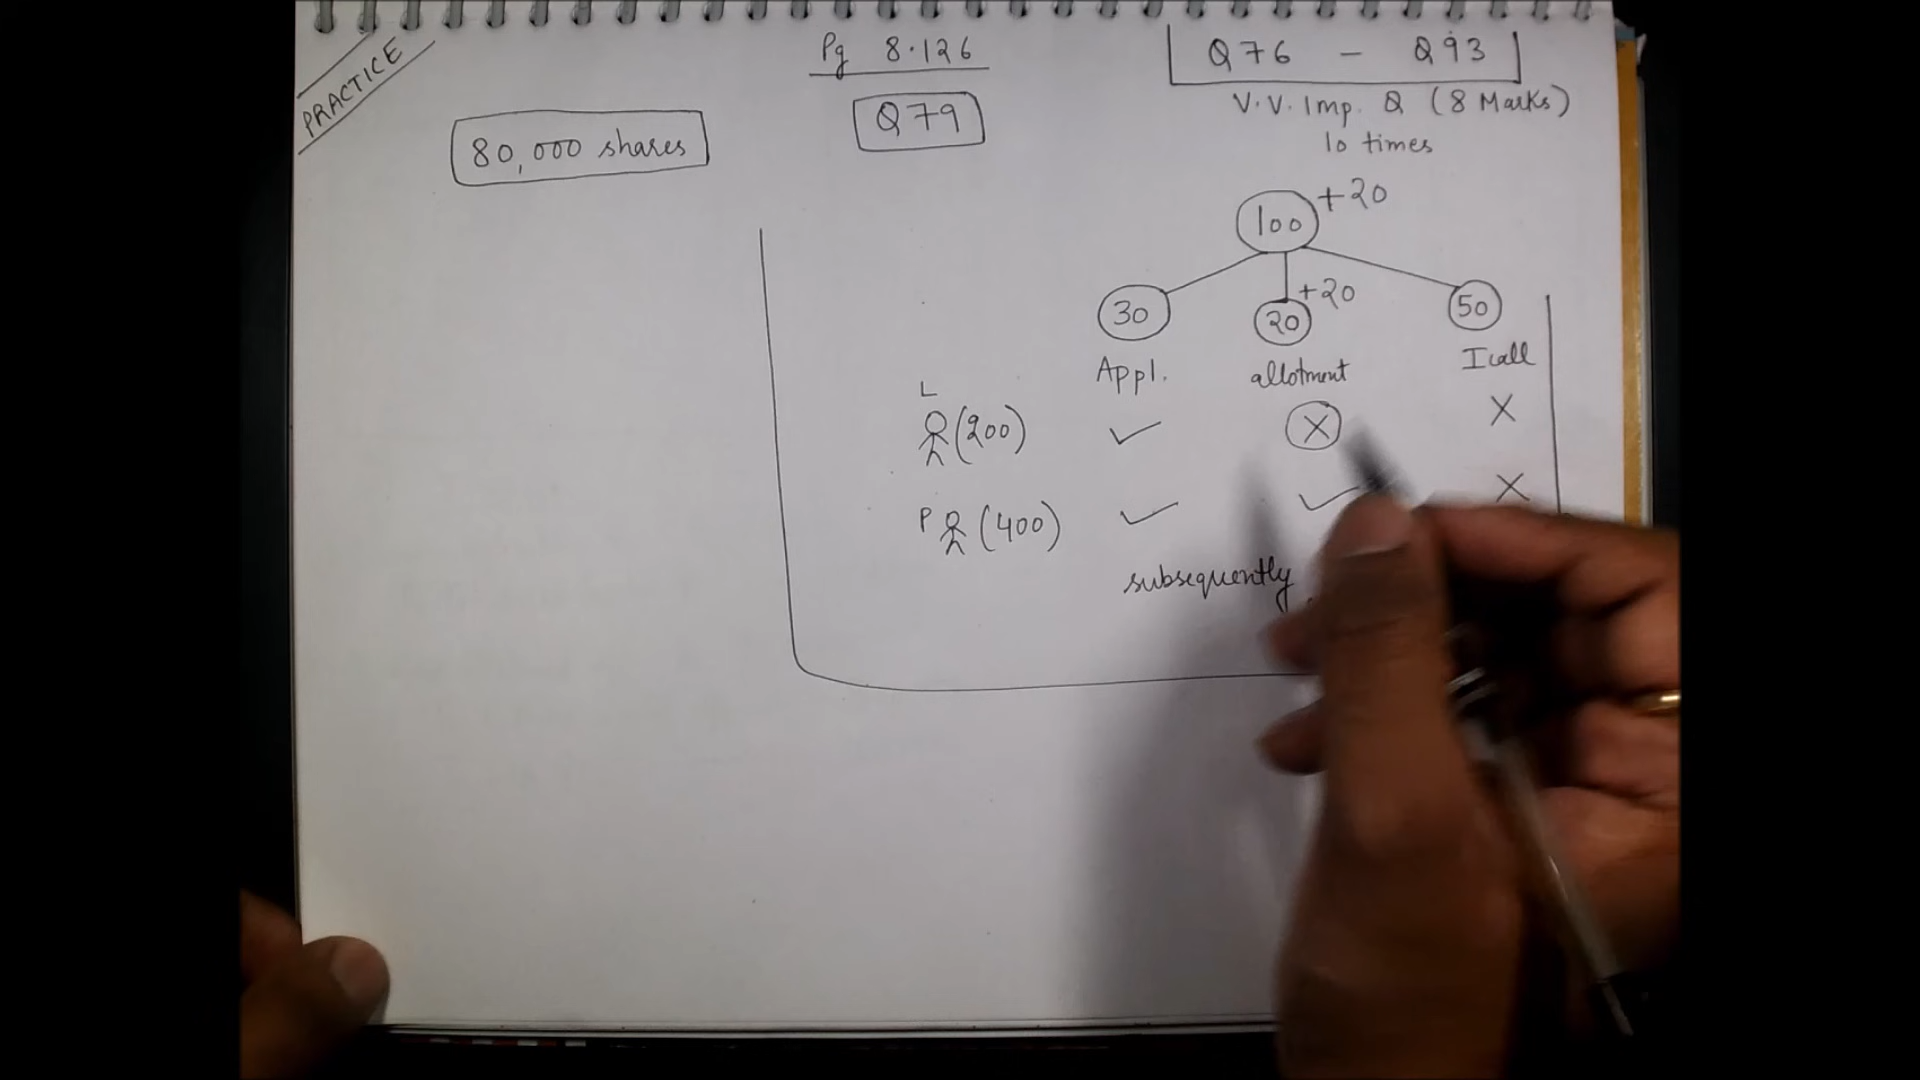 PRACTICE
Pg 8.126
Q76 - Q93
Q79
V.V. Imp. Q (8 Marks)
10 times
80,000 shares
100 +20
30 20 +20 50
Appl. allotment I call
L
(200) ✓ X X
P (400) ✓ ✓ X
subsequently